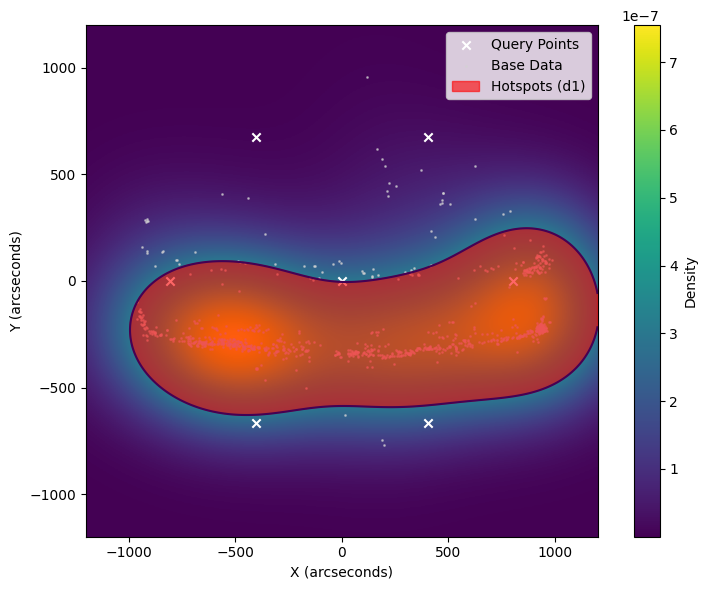 1e−7
Query Points
Base Data
Hotspots (d1)
1000
500
0
−500
−1000
Y (arcseconds)
−1000
−500
0
500
1000
X (arcseconds)
7
6
5
4
3
2
1
Density